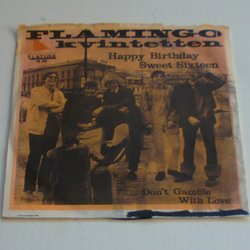 FLAMINGO
kvintetten
Happy Birthday
Sweet Sixteen
Don't Gamble
With Love